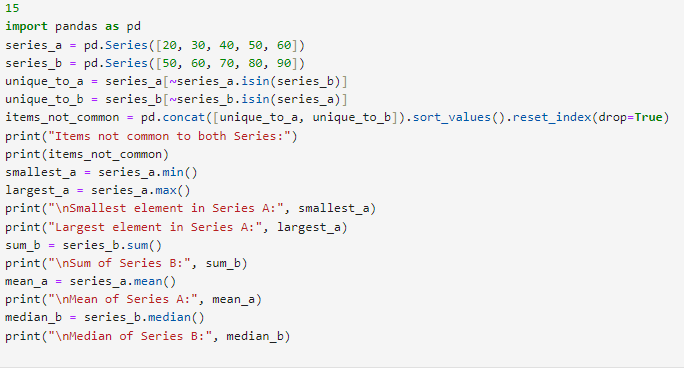 15
import pandas as pd
series_a = pd.Series([20, 30, 40, 50, 60])
series_b = pd.Series([50, 60, 70, 80, 90])
unique_to_a = series_a[~series_a.isin(series_b)]
unique_to_b = series_b[~series_b.isin(series_a)]
items_not_common = pd.concat([unique_to_a, unique_to_b]).sort_values().reset_index(drop=True)
print("Items not common to both Series:")
print(items_not_common)
smallest_a = series_a.min()
largest_a = series_a.max()
print("\nSmallest element in Series A:", smallest_a)
print("Largest element in Series A:", largest_a)
sum_b = series_b.sum()
print("\nSum of Series B:", sum_b)
mean_a = series_a.mean()
print("\nMean of Series A:", mean_a)
median_b = series_b.median()
print("\nMedian of Series B:", median_b)